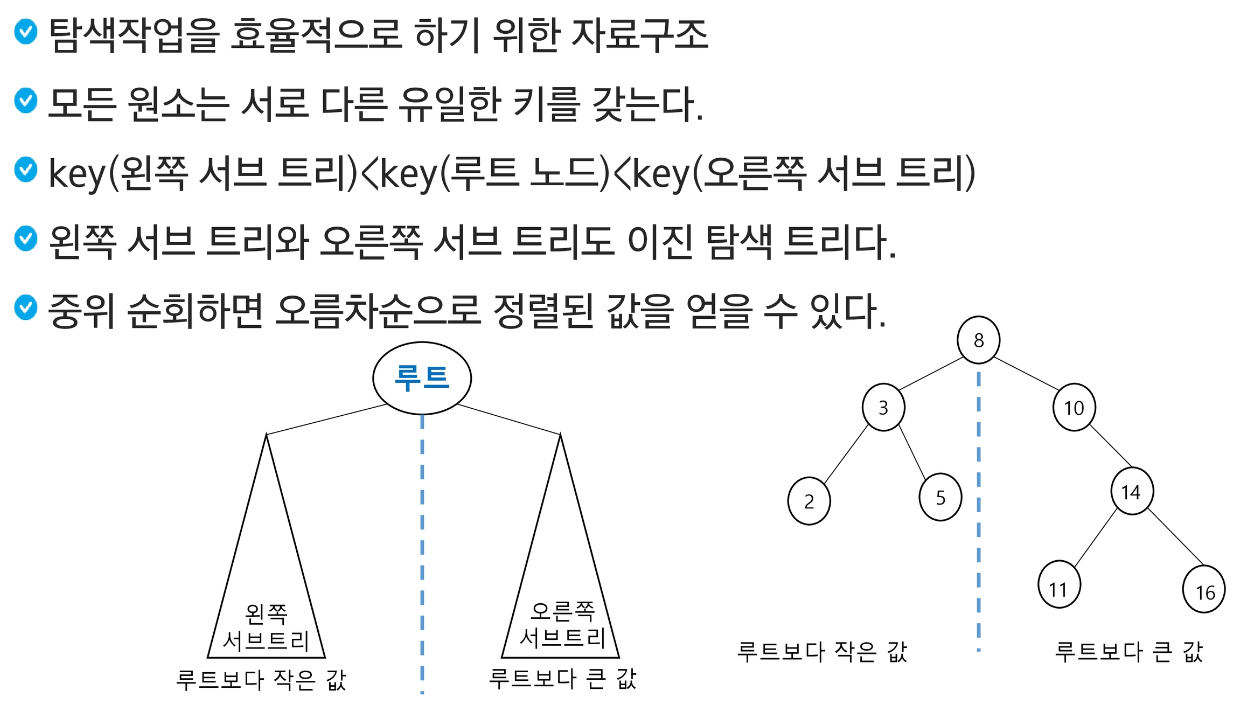 탐색작업을 효율적으로 하기 위한 자료구조
모든 원소는 서로 다른 유일한 키를 갖는다.
key(왼쪽 서브 트리)<key(루트 노드)<key(오른쪽 서브 트리)
왼쪽 서브 트리와 오른쪽 서브 트리도 이진 탐색 트리다.
중위 순회하면 오름차순으로 정렬된 값을 얻을 수 있다.
루트
왼쪽
서브트리
루트보다 작은 값
오른쪽
서브트리
루트보다 큰 값
8
3
10
2
5
14
11
16
루트보다 작은 값
루트보다 큰 값